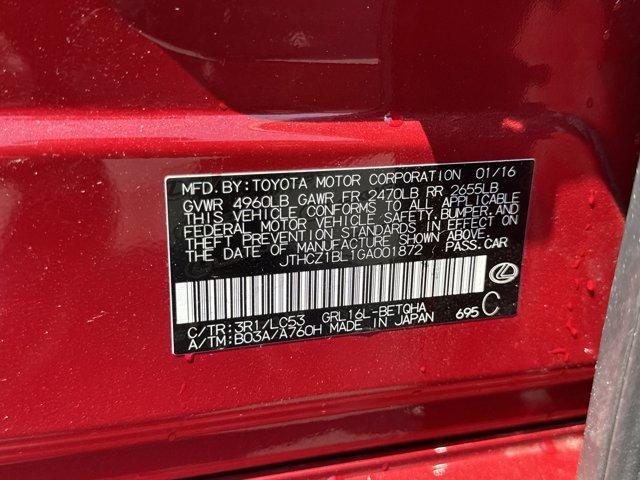 MFD.BY:TOYOTA MOTOR CORPORATION 01/16
GVWR 4960LB GAWR FR 2470LB RR 2655LB
THIS VEHICLE CONFORMS TO ALL APPLICABLE
FEDERAL MOTOR VEHICLE SAFETY,BUMPER,AND
THEFT PREVENTION STANDARDS IN EFFECT ON
THE DATE OF MANUFACTURE SHOWN ABOVE.
JTHCZ1BL1GA001872 PASS.CAR
C/TR:3R1/LC53 GRL16L-BETQHA
A/TM:B03A/A760H MADE IN JAPAN 695 C